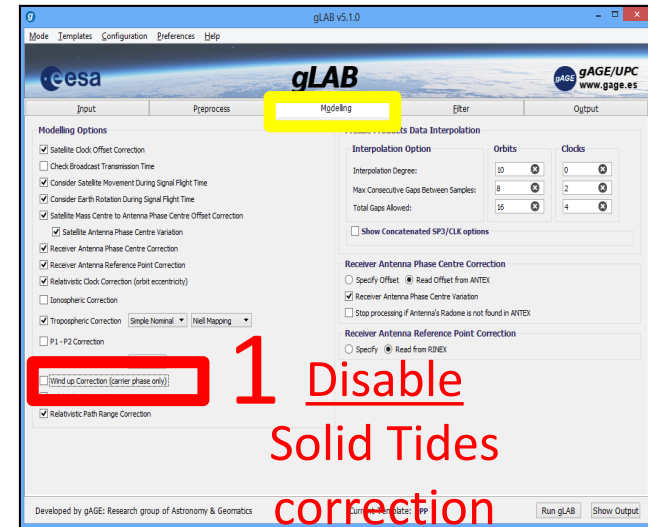 gLAB v5.1.0
Mode Templates Configuration Preferences Help
esa
gLAB
gAGE
gAGE/UPC
www.gage.es
Input Preprocess Modelling Filter Output
Modelling Options
Satellite Clock Offset Correction
Check Broadcast Transmission Time
Consider Satellite Movement During Signal Flight Time
Consider Earth Rotation During Signal Flight Time
Satellite Mass Centre to Antenna Phase Centre Offset Correction
Satellite Antenna Phase Centre Variation
Receiver Antenna Phase Centre Correction
Receiver Antenna Reference Point Correction
Relativistic Clock Correction (orbit eccentricity)
Ionospheric Correction
Tropospheric Correction Simple Nominal Niell Mapping
P1 - P2 Correction
Wind up Correction (carrier phase only)
Relativistic Path Range Correction
Products Data Interpolation
Interpolation Option Orbits Clocks
Interpolation Degree: 10 0
Max Consecutive Gaps Between Samples: 8 2
Total Gaps Allowed: 16 4
Show Concatenated SP3/CLK options
Receiver Antenna Phase Centre Correction
Specify Offset Read Offset from ANTEX
Receiver Antenna Phase Centre Variation
Stop processing if Antenna's Radome is not found in ANTEX
Receiver Antenna Reference Point Correction
Specify Read from RINEX
1 Disable
Solid Tides
correction
Developed by gAGE: Research group of Astronomy & Geomatics
Run gLAB Show Output